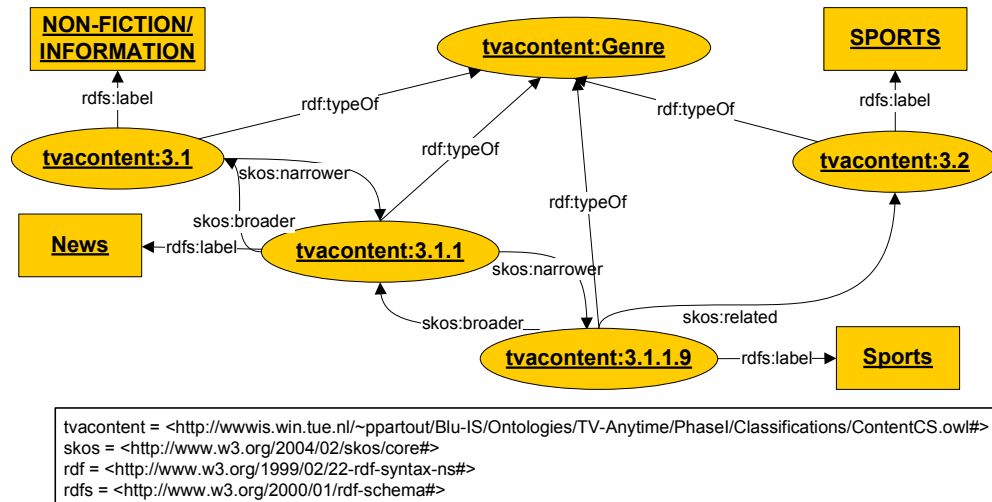 NON-FICTION/
INFORMATION
tvacontent:Genre
SPORTS
rdfs:label
rdf:typeOf
rdf:typeOf
rdfs:label
tvacontent:3.1
rdf:typeOf
tvacontent:3.2
skos:narrower
skos:broader
rdf:typeOf
News
rdfs:label
tvacontent:3.1.1
skos:narrower
skos:broader
skos:related
tvacontent:3.1.1.9
rdfs:label
Sports
tvacontent = <http://wwwis.win.tue.nl/~ppartout/Blu-IS/Ontologies/TV-Anytime/PhaseI/Classifications/ContentCS.owl#>
skos = <http://www.w3.org/2004/02/skos/core#>
rdf = <http://www.w3.org/1999/02/22-rdf-syntax-ns#>
rdfs = <http://www.w3.org/2000/01/rdf-schema#>